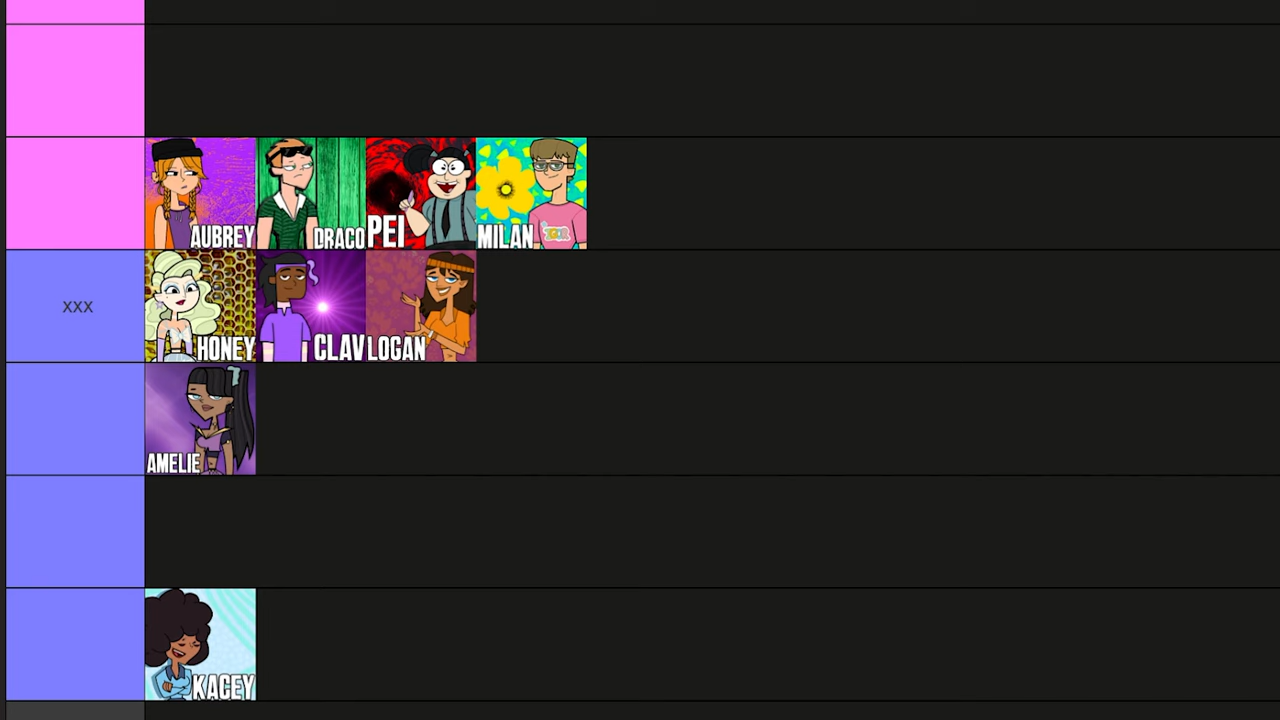 AUBREY
DRACO
PEI
MILAN
XXX
HONEY
CLAV
LOGAN
AMELIE
KACEY